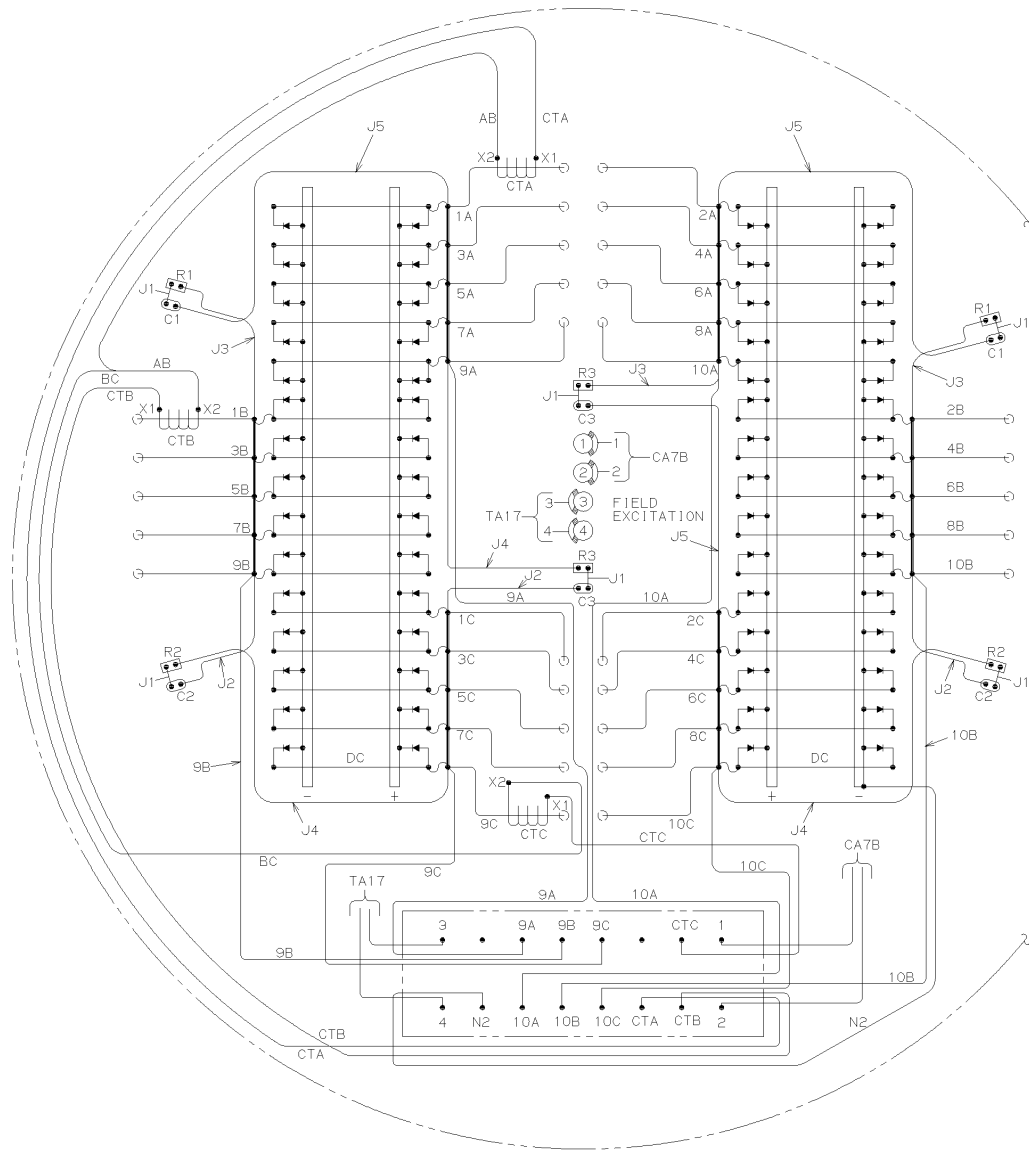 AB CTA
J5 J5
X2 X1
CTA
1A 2A
3A 4A
R1
J1 5A 6A
C1 R1
7A 8A J1
J3 C1
AB 9A 10A
BC J3 J3
CTB R3
X1 X2 J1
1B C3 2B
CTB
3B 1 1 CA7B 4B
2 2
5B 3 3 FIELD 6B
TA17 EXCITATION
7B 4 4 8B
J4 J5
9B R3 10B
J2 J1
9A C3 10A
1C 2C
R2 3C 4C R2
J1 J2 J2 J1
C2 5C 6C C2
7C 8C
9B DC DC 10B
X2
- + X1 + -
J4 9C CTC 10C J4
CTC CA7B
BC 9C 10C
TA17 9A 10A
3 9A 9B 9C CTC 1
9B 10B
4 N2 10A 10B 10C CTA CTB 2
N2
CTB
CTA